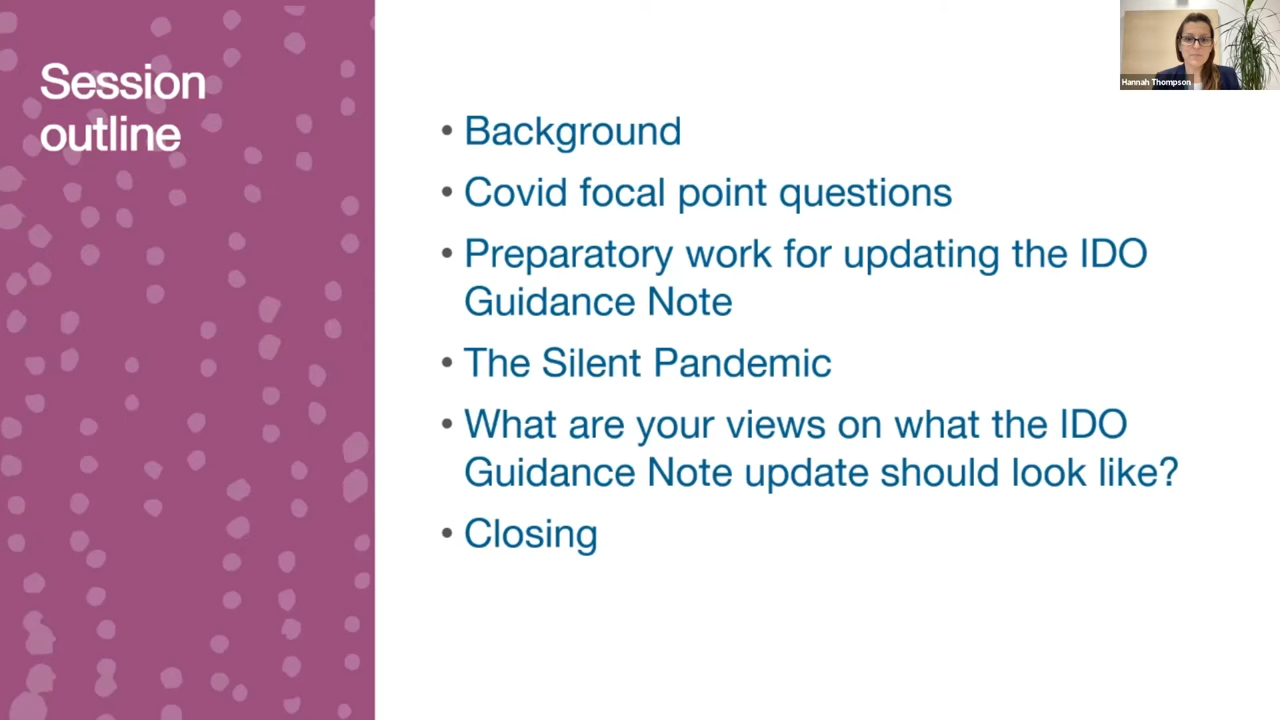 Session
outline
• Background
• Covid focal point questions
• Preparatory work for updating the IDO
Guidance Note
• The Silent Pandemic
• What are your views on what the IDO
Guidance Note update should look like?
• Closing
Hannah Thompson